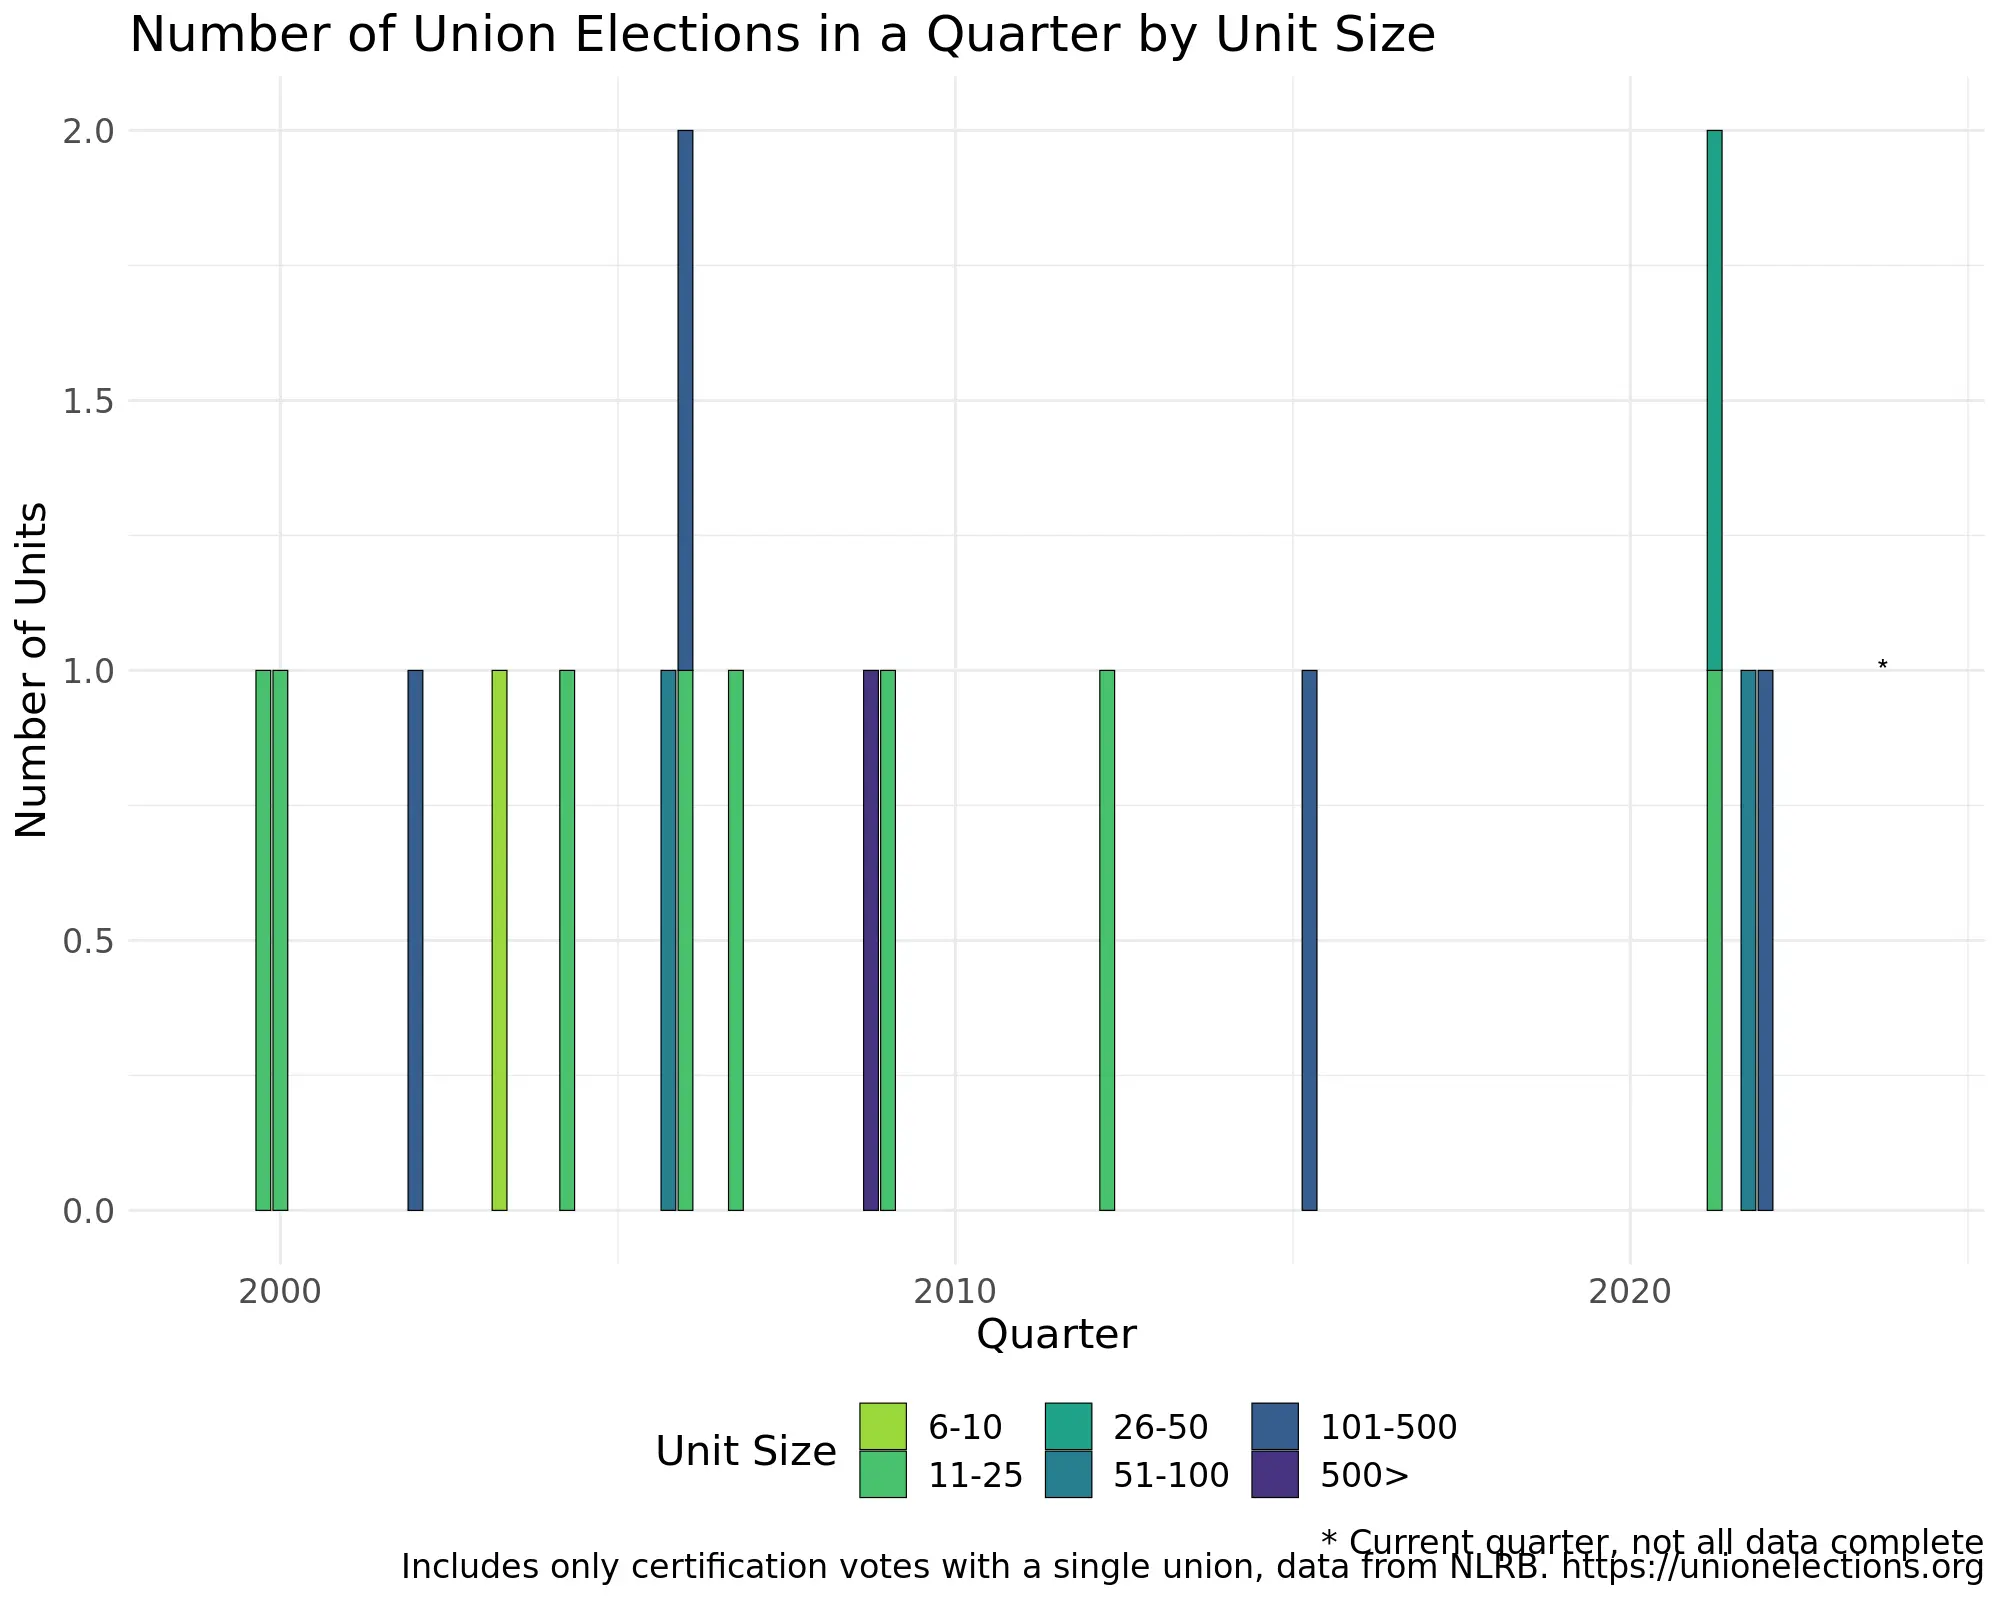 Number of Union Elections in a Quarter by Unit Size
Number of Units
2.0
1.5
1.0
0.5
0.0
*
2000 2010 2020
Quarter
Unit Size
6-10 26-50 101-500
11-25 51-100 500>
* Current quarter, not all data complete
Includes only certification votes with a single union, data from NLRB. https://unionelections.org